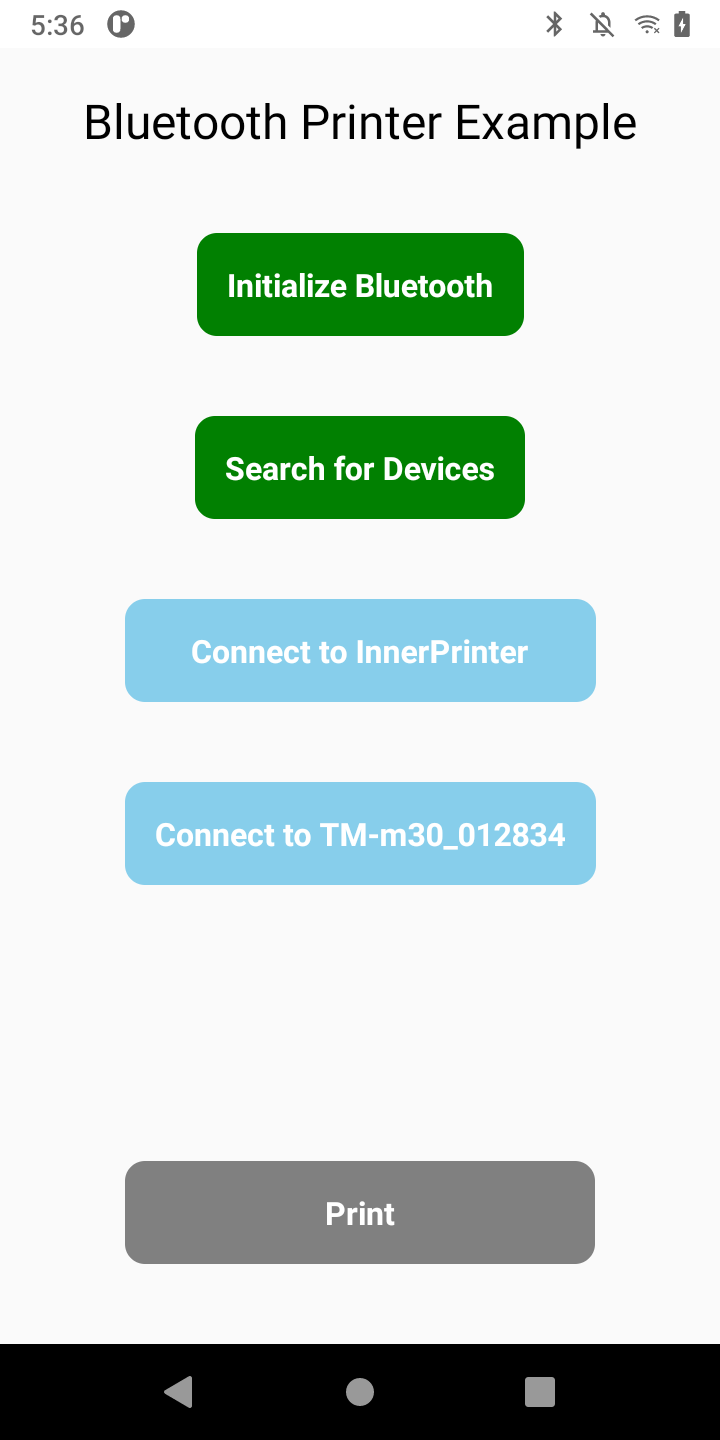 5:36
Bluetooth Printer Example
Initialize Bluetooth
Search for Devices
Connect to InnerPrinter
Connect to TM-m30_012834
Print